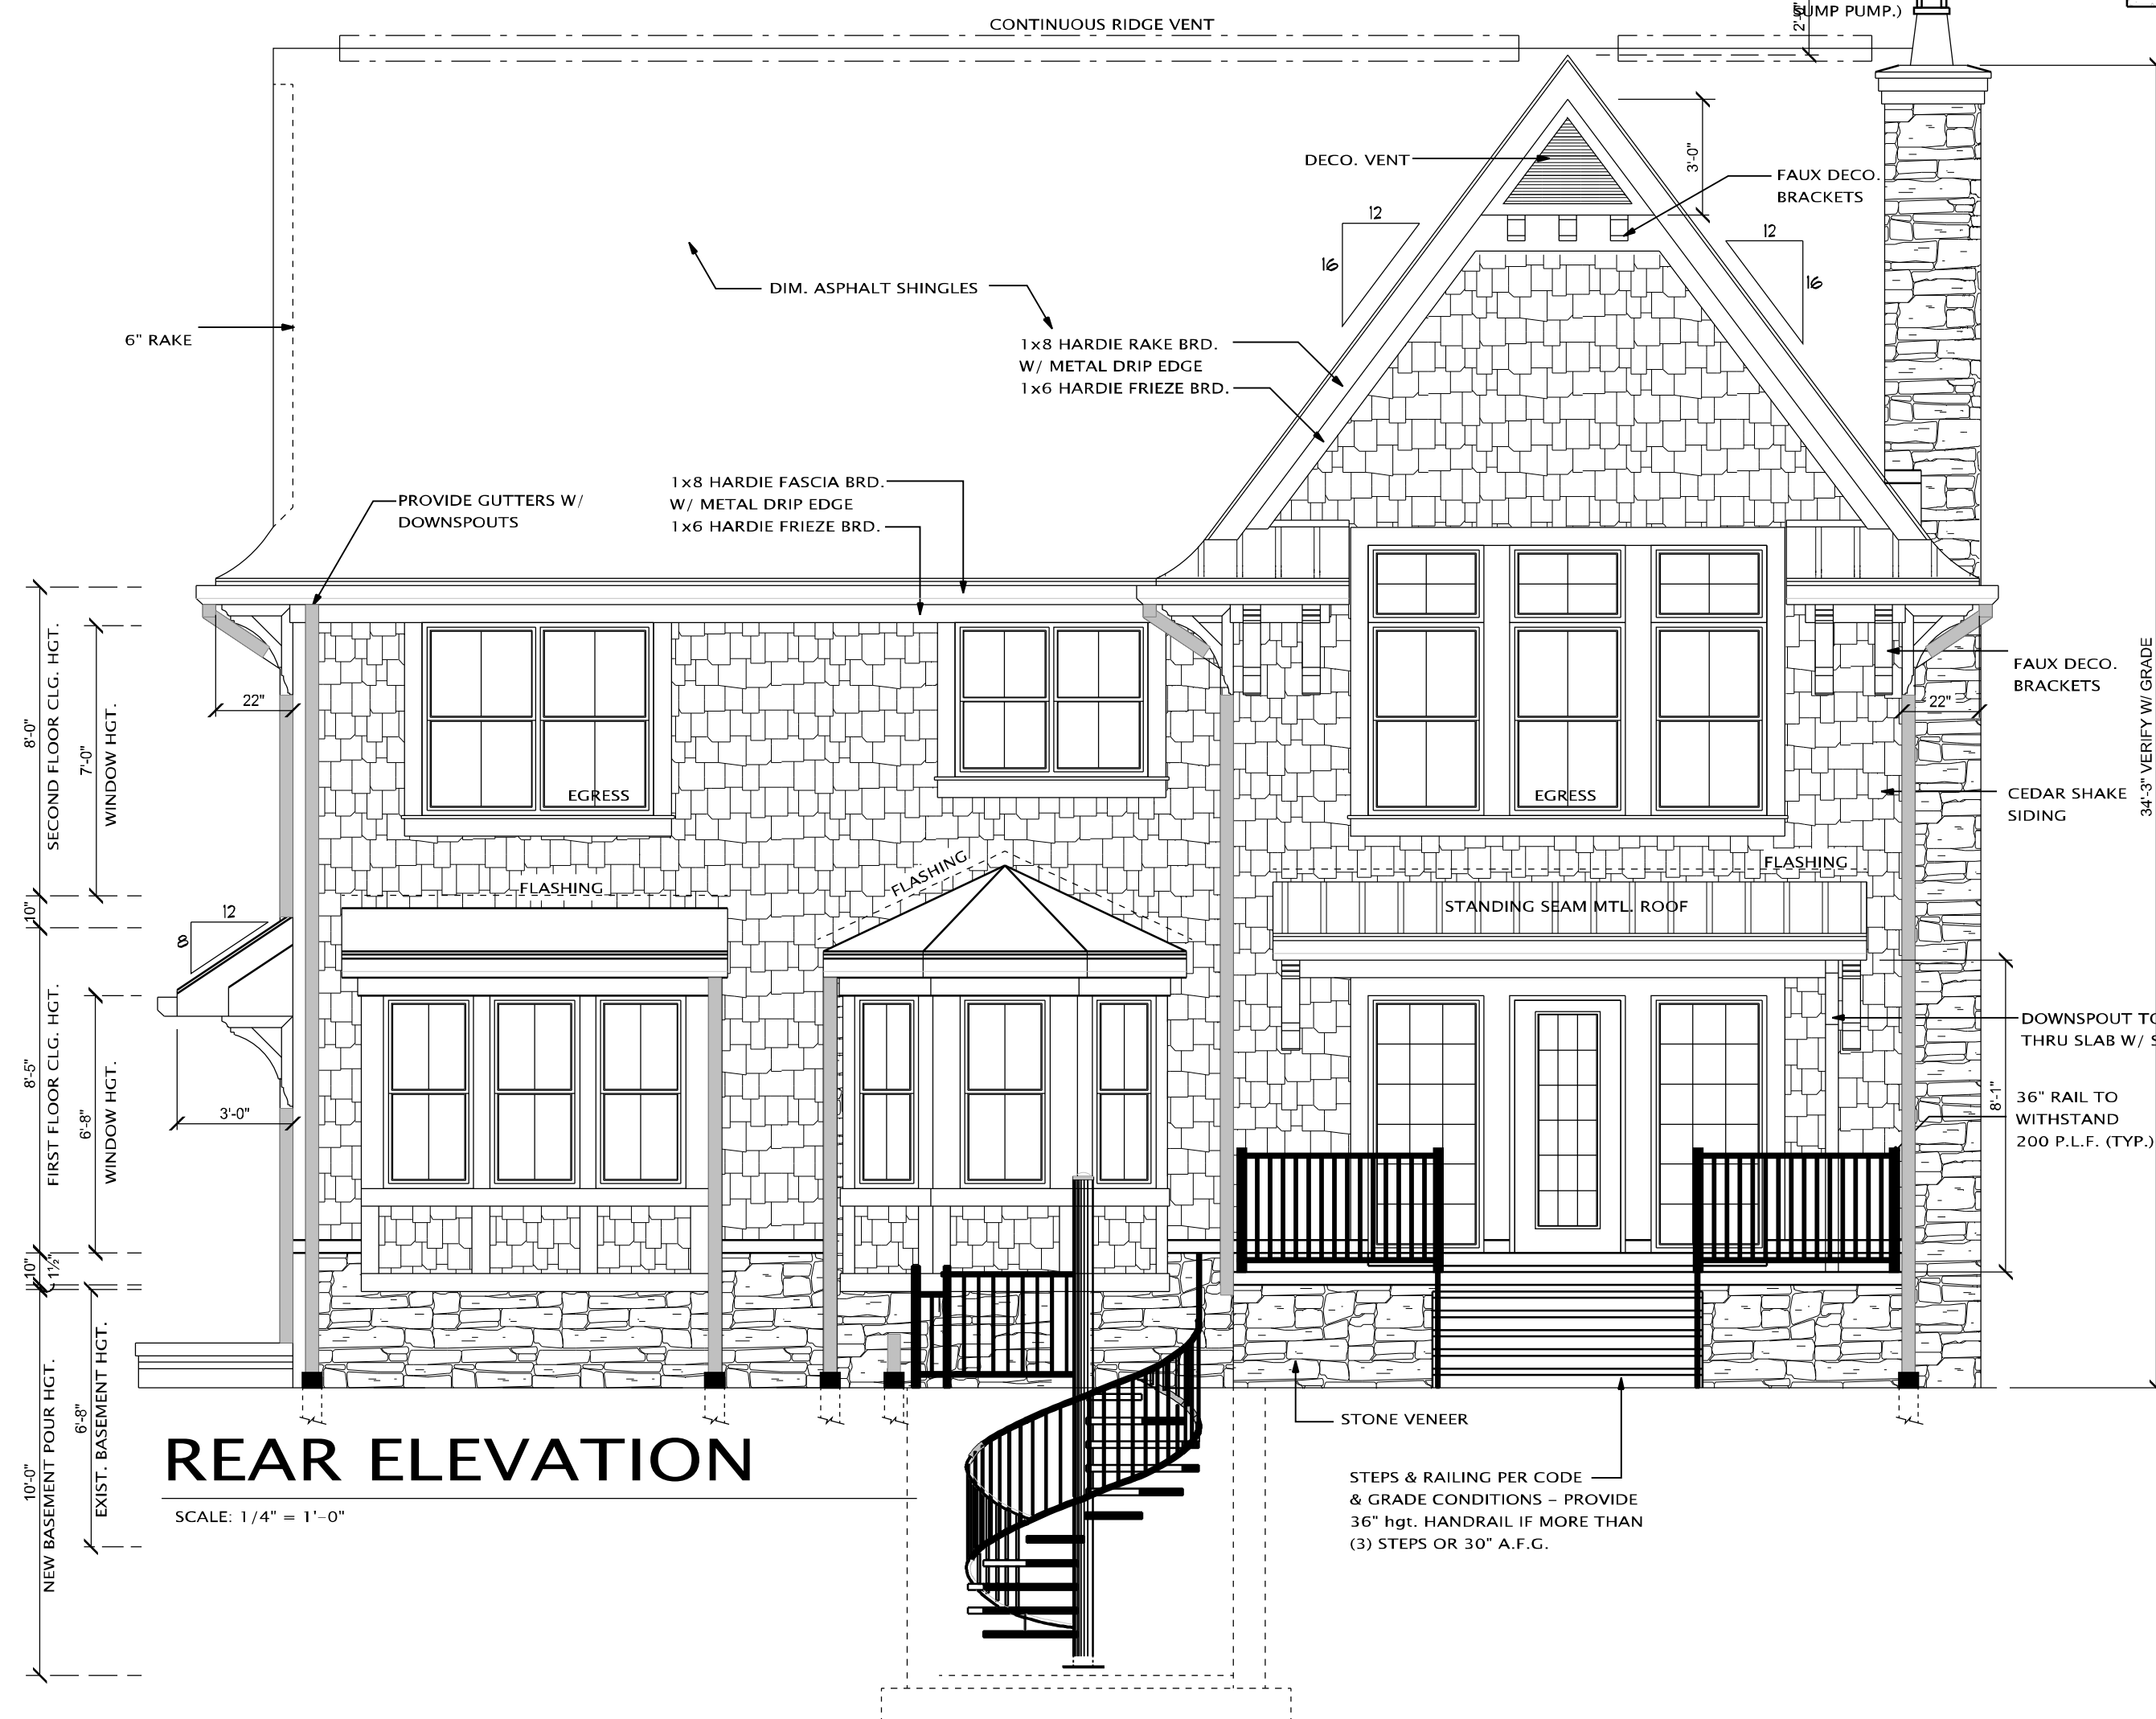 CONTINUOUS RIDGE VENT
SUMP PUMP.)
DECO. VENT
3'-0"
FAUX DECO.
BRACKETS
12
16
12
16
DIM. ASPHALT SHINGLES
6" RAKE
1x8 HARDIE RAKE BRD.
W/ METAL DRIP EDGE
1x6 HARDIE FRIEZE BRD.
PROVIDE GUTTERS W/
DOWNSPOUTS
1x8 HARDIE FASCIA BRD.
W/ METAL DRIP EDGE
1x6 HARDIE FRIEZE BRD.
8'-0"
SECOND FLOOR CLG. HGT.
7'-0"
WINDOW HGT.
22"
EGRESS
EGRESS
FAUX DECO.
BRACKETS
22"
34'-3" VERIFY W/ GRADE
CEDAR SHAKE
SIDING
FLASHING
FLASHING
FLASHING
STANDING SEAM MTL. ROOF
10"
12
8
8'-5"
FIRST FLOOR CLG. HGT.
6'-8"
WINDOW HGT.
3'-0"
DOWNSPOUT TO
THRU SLAB W/ S
8'-1"
36" RAIL TO
WITHSTAND
200 P.L.F. (TYP.)
10"
1½"
10'-0"
NEW BASEMENT POUR HGT.
6'-8"
EXIST. BASEMENT HGT.
STONE VENEER
REAR ELEVATION
SCALE: 1/4" = 1'-0"
STEPS & RAILING PER CODE
& GRADE CONDITIONS - PROVIDE
36" hgt. HANDRAIL IF MORE THAN
(3) STEPS OR 30" A.F.G.